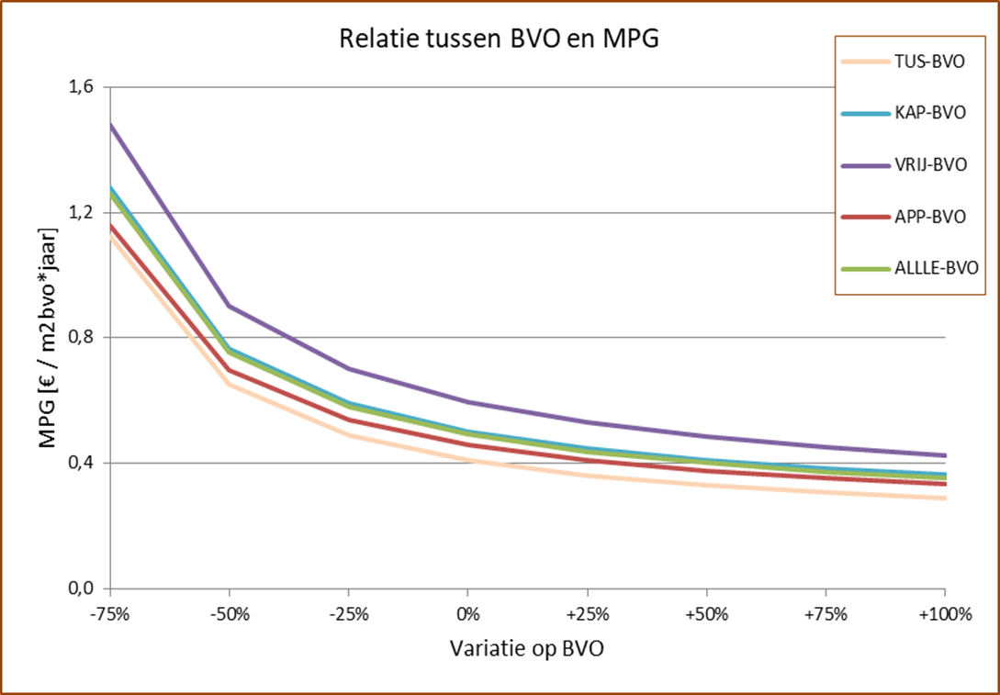 Relatie tussen BVO en MPG
TUS-BVO
KAP-BVO
VRIJ-BVO
APP-BVO
ALLLE-BVO
MPG [€ / m2bvo*jaar]
1,6
1,2
0,8
0,4
0,0
-75% -50% -25% 0% +25% +50% +75% +100%
Variatie op BVO